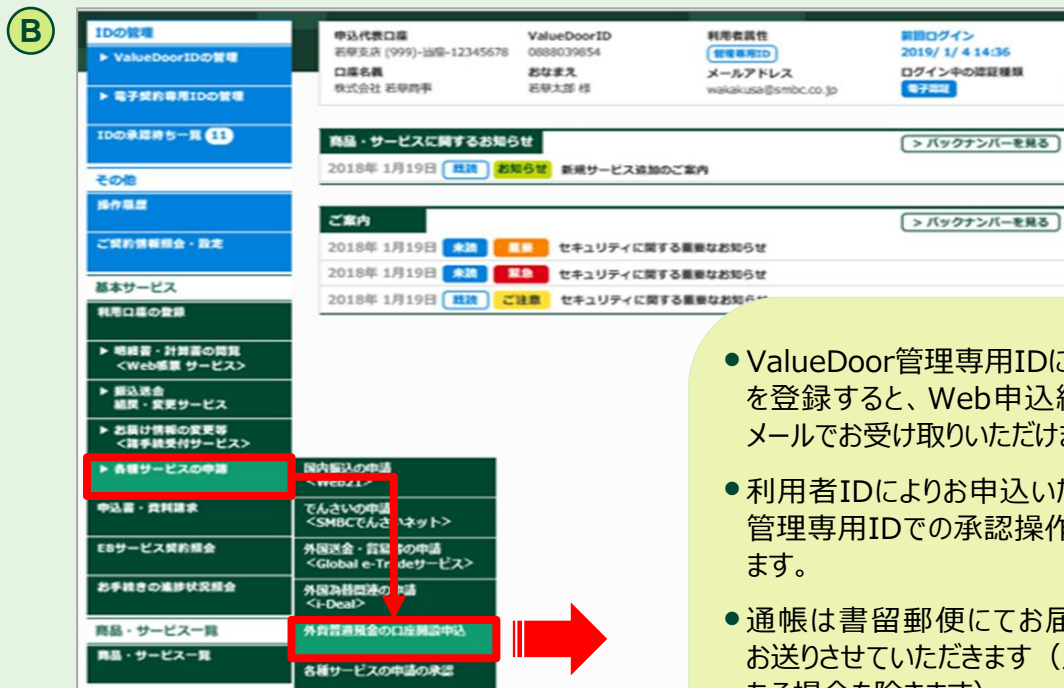 B
IDの管理
▶ ValueDoorIDの管理
▶ 電子契約専用IDの管理
IDの承認待ち一覧 11
その他
操作履歴
ご契約情報照会・設定
基本サービス
利用口座の登録
▶ 明細書・計算書の閲覧
<Web帳票 サービス>
▶ 振込送金
組戻・変更サービス
▶ お届け情報の変更等
<諸手続受付サービス>
▶ 各種サービスの申請
申込書・資料請求
EBサービス契約照会
お手続きの進捗状況照会
商品・サービス一覧
商品・サービス一覧
国内振込の申請
<Web21>
でんさいの申請
<SMBCでんさいネット>
外国送金・貿易の申請
<Global e-Tradeサービス>
外国為替関連の申請
<i-Deal>
外貨普通預金の口座開設申込
各種サービスの申請の承認
申込代表口座
若草支店 (999)-当座-12345678
口座名義
株式会社 若草商事
ValueDoorID
0888039854
おなまえ
若草太郎 様
利用者属性
管理専用ID
メールアドレス
wakakusa@smbc.co.jp
前回ログイン
2019/ 1/ 4 14:36
ログイン中の認証種類
電子認証
商品・サービスに関するお知らせ
> バックナンバーを見る
2018年 1月19日 既読 お知らせ 新規サービス追加のご案内
ご案内
> バックナンバーを見る
2018年 1月19日 未読 重要 セキュリティに関する重要なお知らせ
2018年 1月19日 未読 緊急 セキュリティに関する重要なお知らせ
2018年 1月19日 既読 ご注意 セキュリティに関する重要なお知らせ
• ValueDoor管理専用IDに
を登録すると、Web申込
メールでお受け取りいただけ
• 利用者IDによりお申込いた
管理専用IDでの承認操作
ます。
• 通帳は書留郵便にてお届
お送りさせていただきます（
ある場合を除きます）